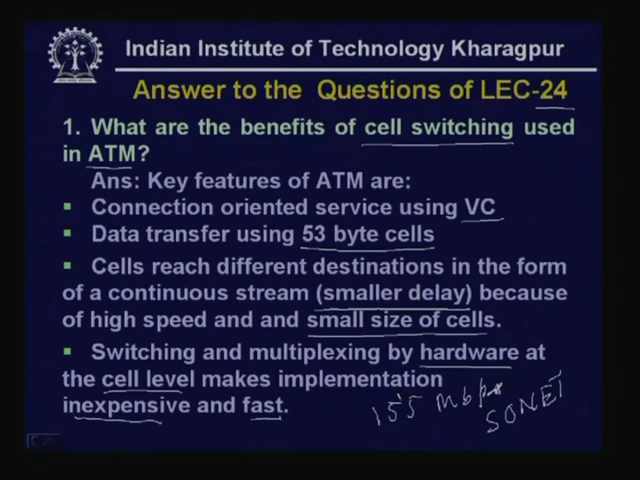 Indian Institute of Technology Kharagpur
Answer to the Questions of LEC-24
1. What are the benefits of cell switching used
in ATM?
Ans: Key features of ATM are:
▪ Connection oriented service using VC
▪ Data transfer using 53 byte cells
▪ Cells reach different destinations in the form
of a continuous stream (smaller delay) because
of high speed and and small size of cells.
▪ Switching and multiplexing by hardware at
the cell level makes implementation
inexpensive and fast.
155 Mbps
SONET